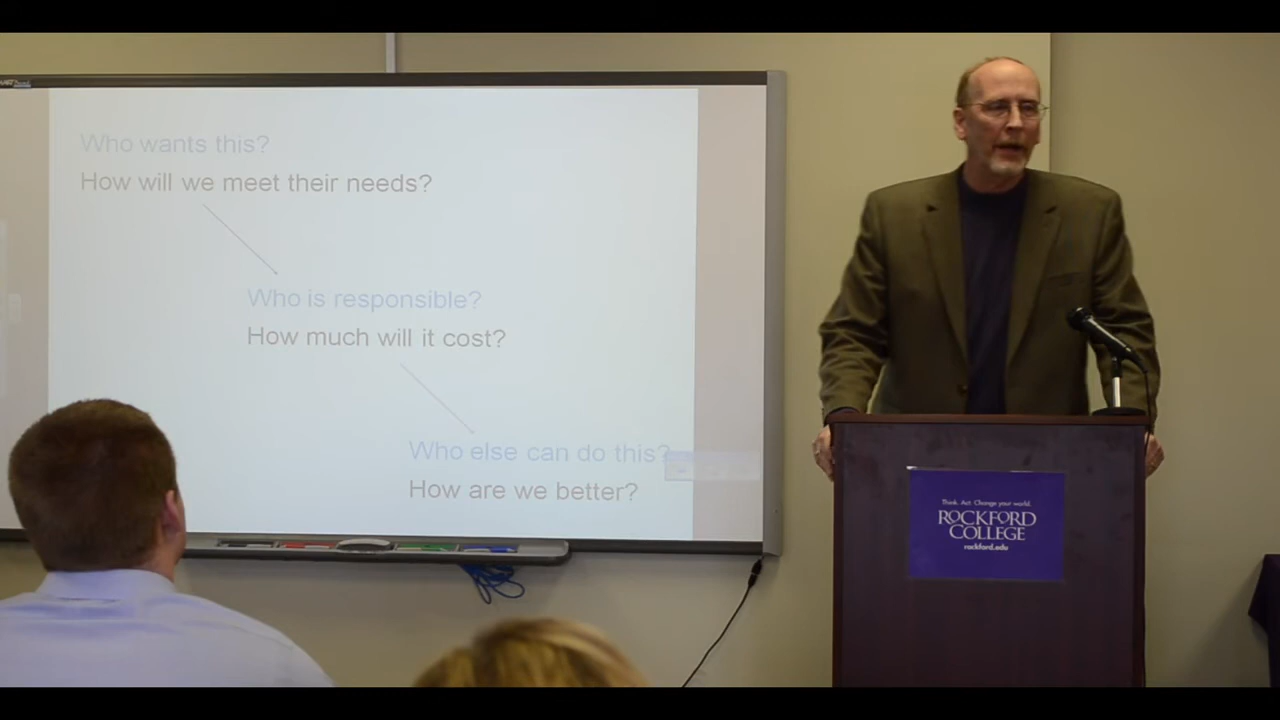 Who wants this?
How will we meet their needs?
Who is responsible?
How much will it cost?
Who else can do this?
How are we better?
Think. Act. Change your world.
ROCKFORD
COLLEGE
rockford.edu